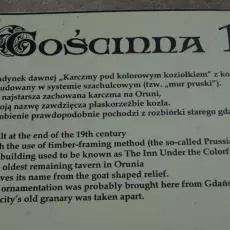 Gościnna 1
dynek dawnej „Karczmy pod kolorowym koziołkiem” z ko
udowany w systemie szachulcowym (tzw. „mur pruski”).
najstarsza zachowana karczma na Oruni,
oją nazwę zawdzięcza płaskorzeźbie kozła.
obienie prawdopodobnie pochodzi z rozbiórki starego gda
lt at the end of the 19th century
h the use of timber-framing method (the so-called Prussia
building used to be known as The Inn Under the Colorf
oldest remaining tavern in Orunia
ves its name from the goat shaped relief.
ornamentation was probably brought here from Gdań
city's old granary was taken apart.